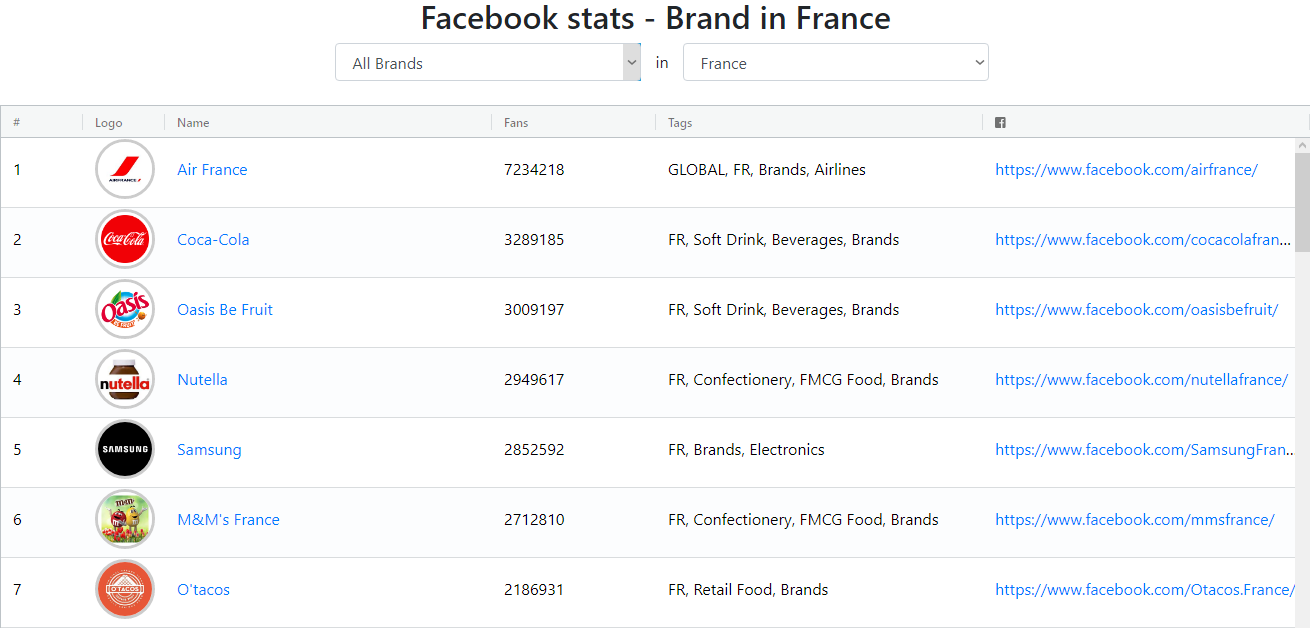 Facebook stats - Brand in France
All Brands in France
# Logo Name Fans Tags
1 AIRFRANCE Air France 7234218 GLOBAL, FR, Brands, Airlines https://www.facebook.com/airfrance/
2 Coca-Cola Coca-Cola 3289185 FR, Soft Drink, Beverages, Brands https://www.facebook.com/cocacolafran...
3 Oasis BE FRUIT Oasis Be Fruit 3009197 FR, Soft Drink, Beverages, Brands https://www.facebook.com/oasisbefruit/
4 nutella Nutella 2949617 FR, Confectionery, FMCG Food, Brands https://www.facebook.com/nutellafrance/
5 SAMSUNG Samsung 2852592 FR, Brands, Electronics https://www.facebook.com/SamsungFran...
6 m&m's M&M's France 2712810 FR, Confectionery, FMCG Food, Brands https://www.facebook.com/mmsfrance/
7 O'TACOS O'tacos 2186931 FR, Retail Food, Brands https://www.facebook.com/Otacos.France/